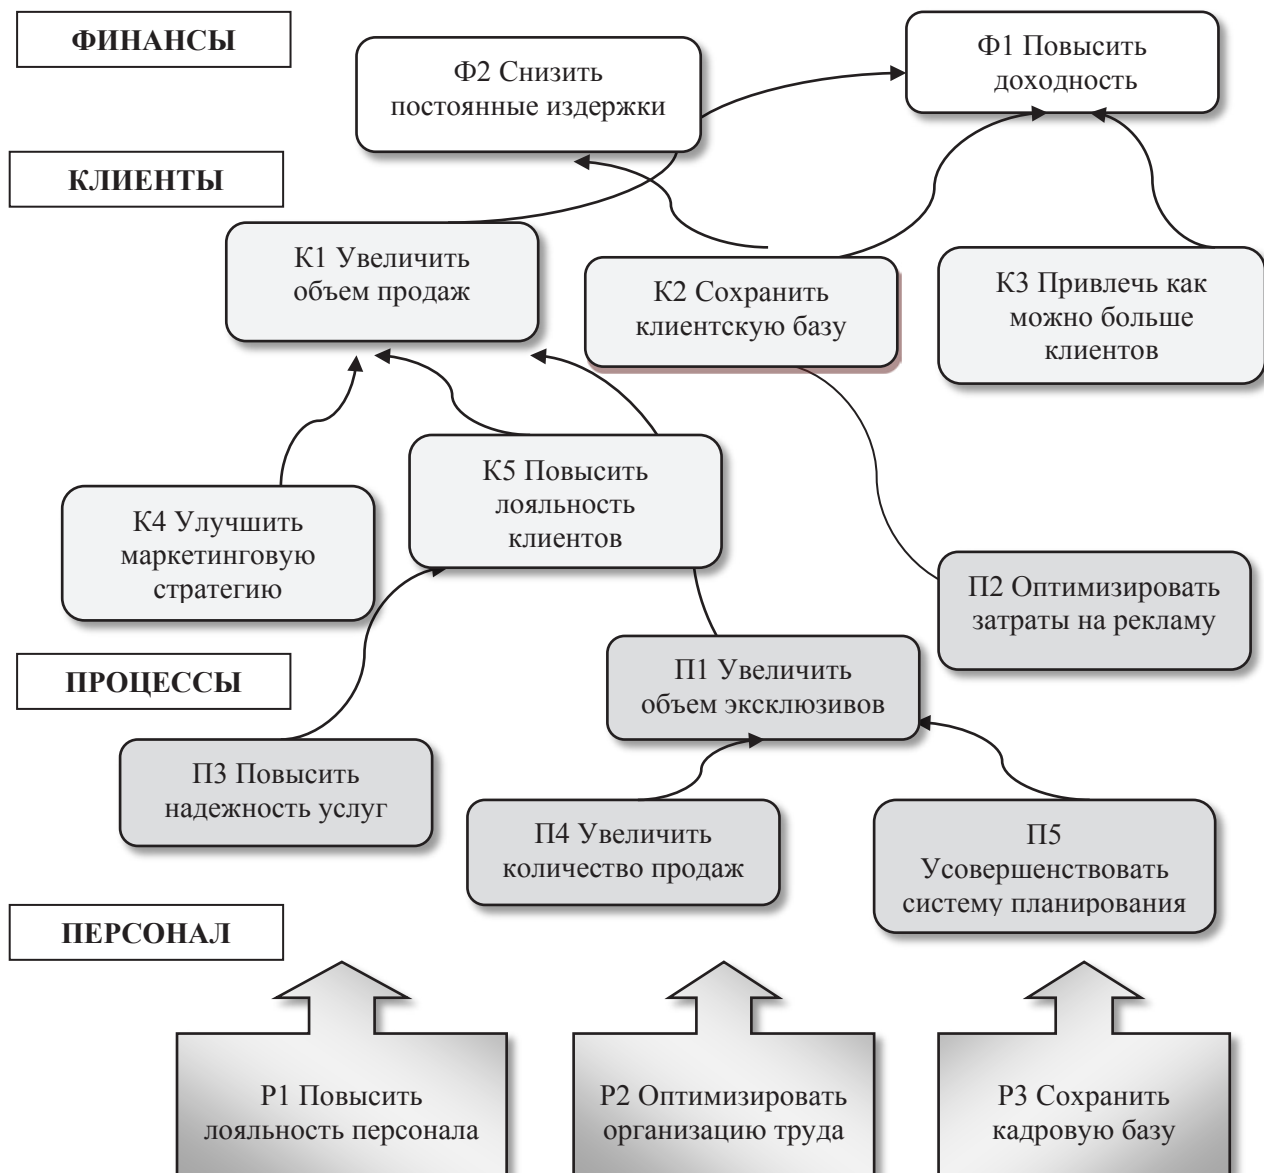 ФИНАНСЫ
Ф2 Снизить
постоянные издержки
Ф1 Повысить
доходность
КЛИЕНТЫ
К1 Увеличить
объем продаж
К2 Сохранить
клиентскую базу
К3 Привлечь как
можно больше
клиентов
К4 Улучшить
маркетинговую
стратегию
К5 Повысить
лояльность
клиентов
П2 Оптимизировать
затраты на рекламу
ПРОЦЕССЫ
П1 Увеличить
объем эксклюзивов
П3 Повысить
надежность услуг
П4 Увеличить
количество продаж
П5
Усовершенствовать
систему планирования
ПЕРСОНАЛ
Р1 Повысить
лояльность персонала
Р2 Оптимизировать
организацию труда
Р3 Сохранить
кадровую базу